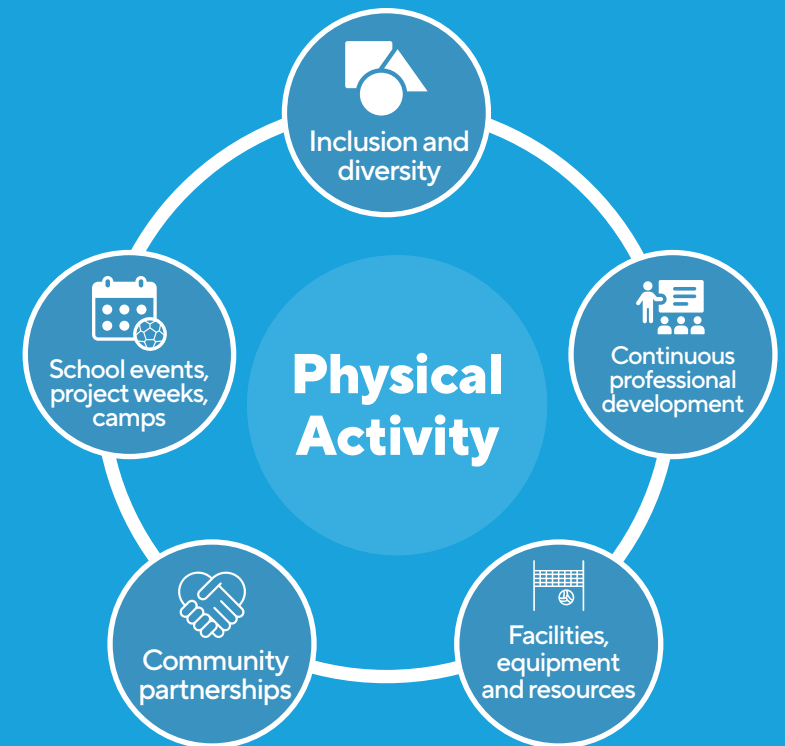 Inclusion and
diversity
School events,
project weeks,
camps
Continuous
professional
development
Physical
Activity
Community
partnerships
Facilities,
equipment
and resources